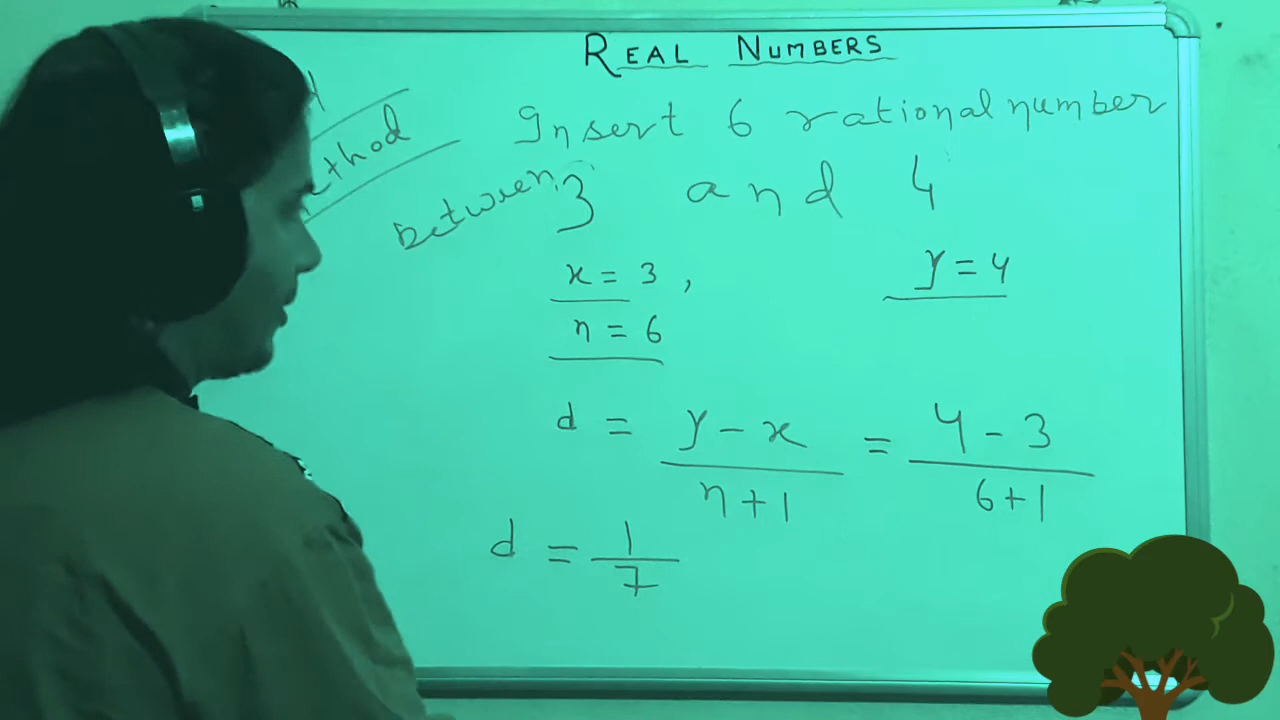 REAL NUMBERS
Insert 6 rational number
between 3 and 4
x = 3, y = 4
n = 6
d = y - x / n + 1 = 4 - 3 / 6 + 1
d = 1 / 7